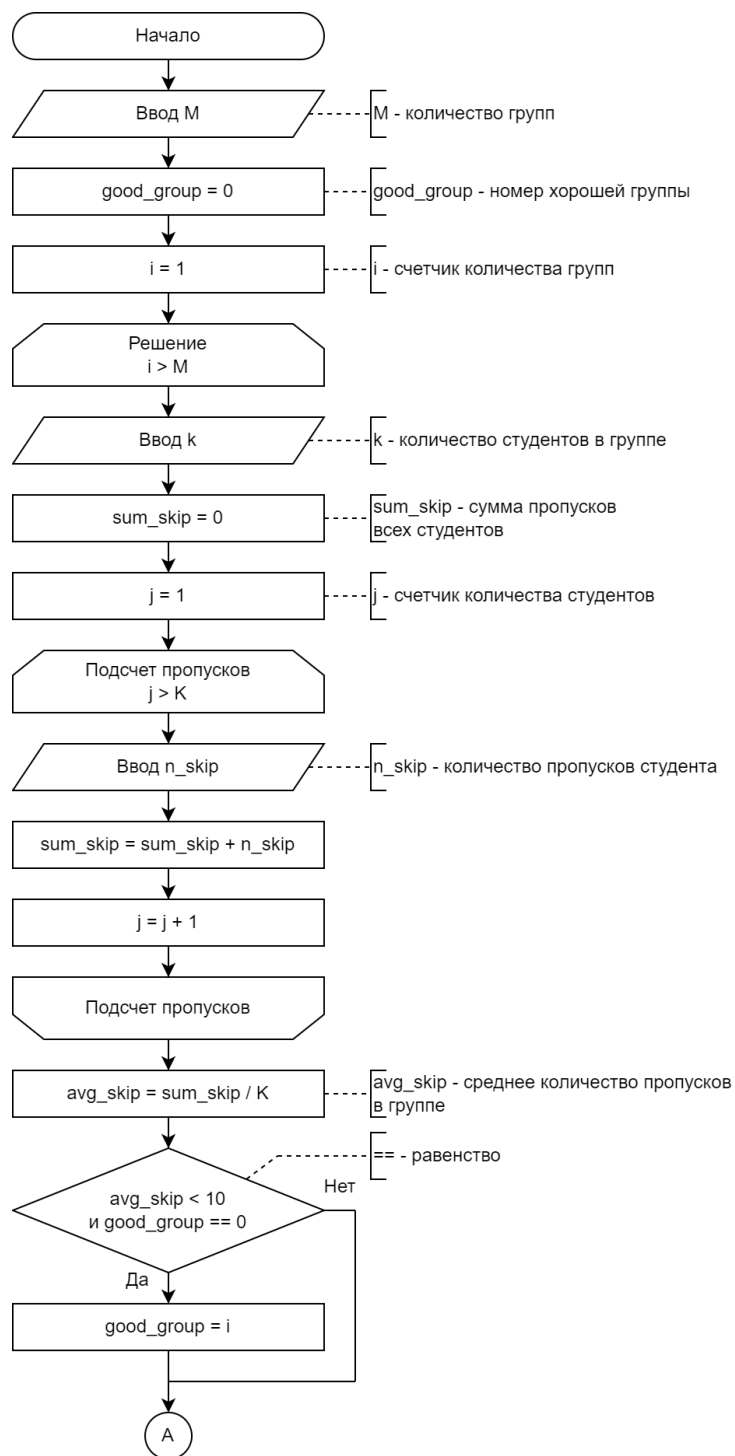 Начало
Ввод M
M - количество групп
good_group = 0
good_group - номер хорошей группы
i = 1
i - счетчик количества групп
Решение
i > M
Ввод k
k - количество студентов в группе
sum_skip = 0
sum_skip - сумма пропусков
всех студентов
j = 1
j - счетчик количества студентов
Подсчет пропусков
j > K
Ввод n_skip
n_skip - количество пропусков студента
sum_skip = sum_skip + n_skip
j = j + 1
Подсчет пропусков
avg_skip = sum_skip / K
avg_skip - среднее количество пропусков
в группе
== - равенство
avg_skip < 10
и good_group == 0
Нет
Да
good_group = i
A